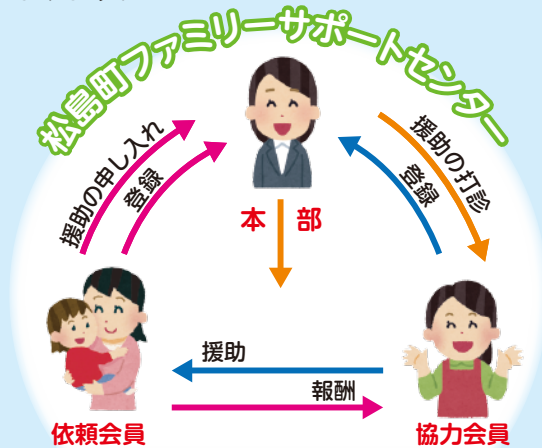 松島町ファミリーサポートセンター
援助の申し入れ
登録
援助の打診
登録
本部
援助
報酬
依頼会員
協力会員